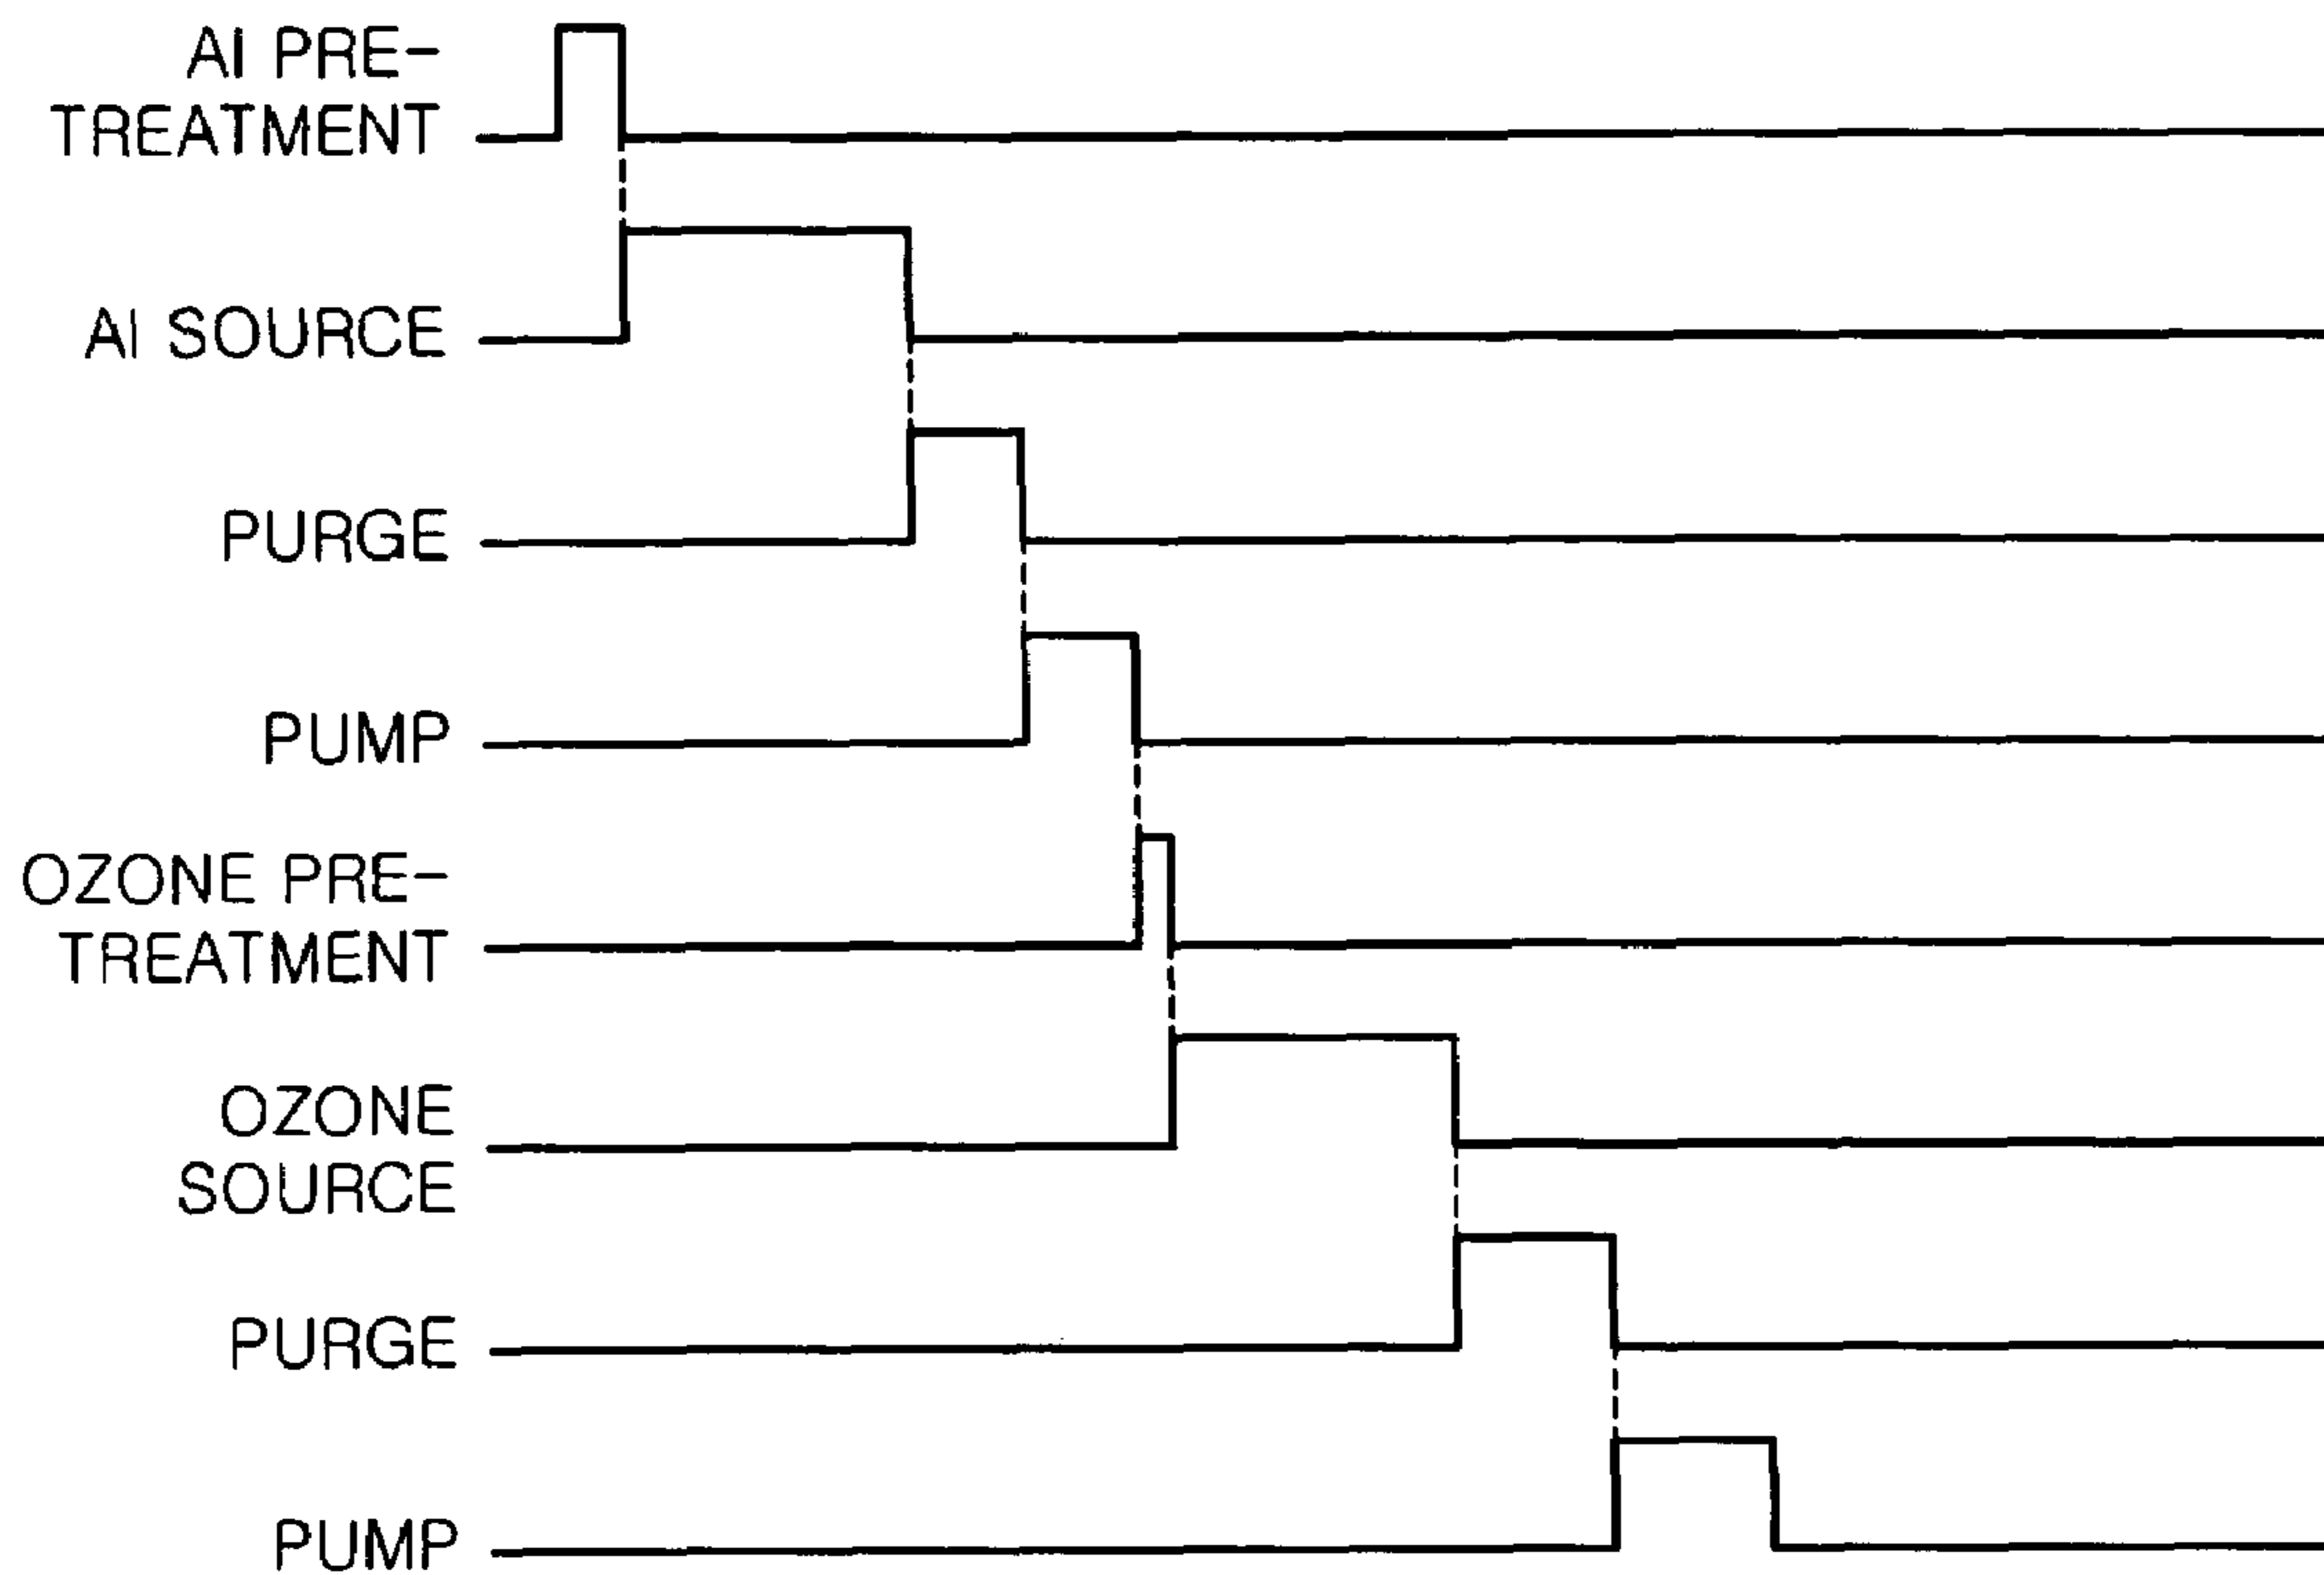 Al PRE-
TREATMENT
Al SOURCE
PURGE
PUMP
OZONE PRE-
TREATMENT
OZONE
SOURCE
PURGE
PUMP